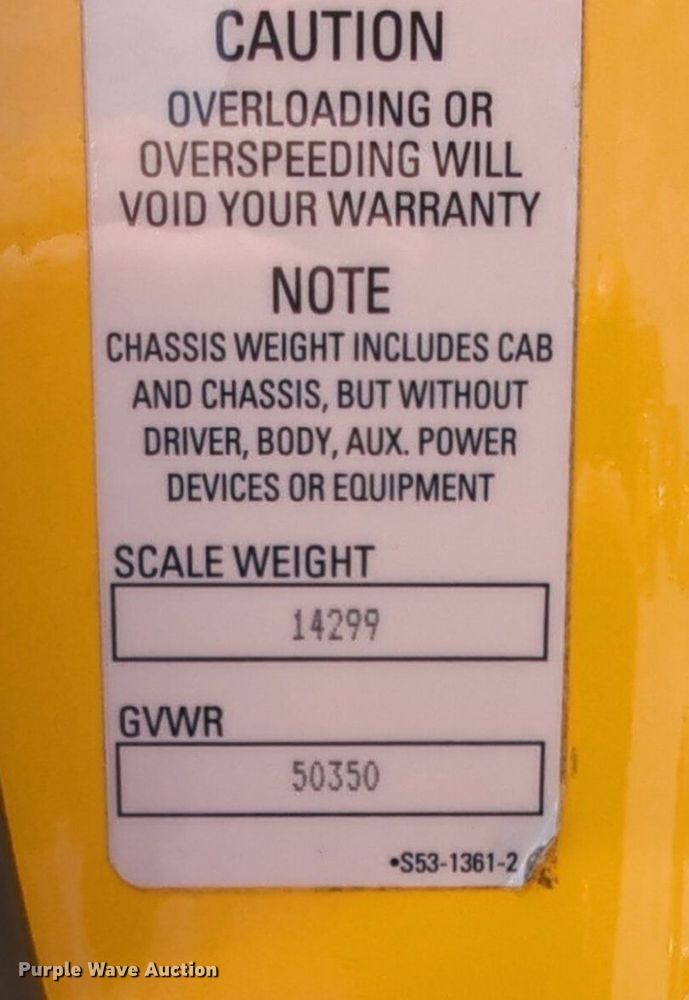 CAUTION
OVERLOADING OR
OVERSPEEDING WILL
VOID YOUR WARRANTY
NOTE
CHASSIS WEIGHT INCLUDES CAB
AND CHASSIS, BUT WITHOUT
DRIVER, BODY, AUX. POWER
DEVICES OR EQUIPMENT
SCALE WEIGHT
14299
GVWR
50350
•S53-1361-2
Purple Wave Auction